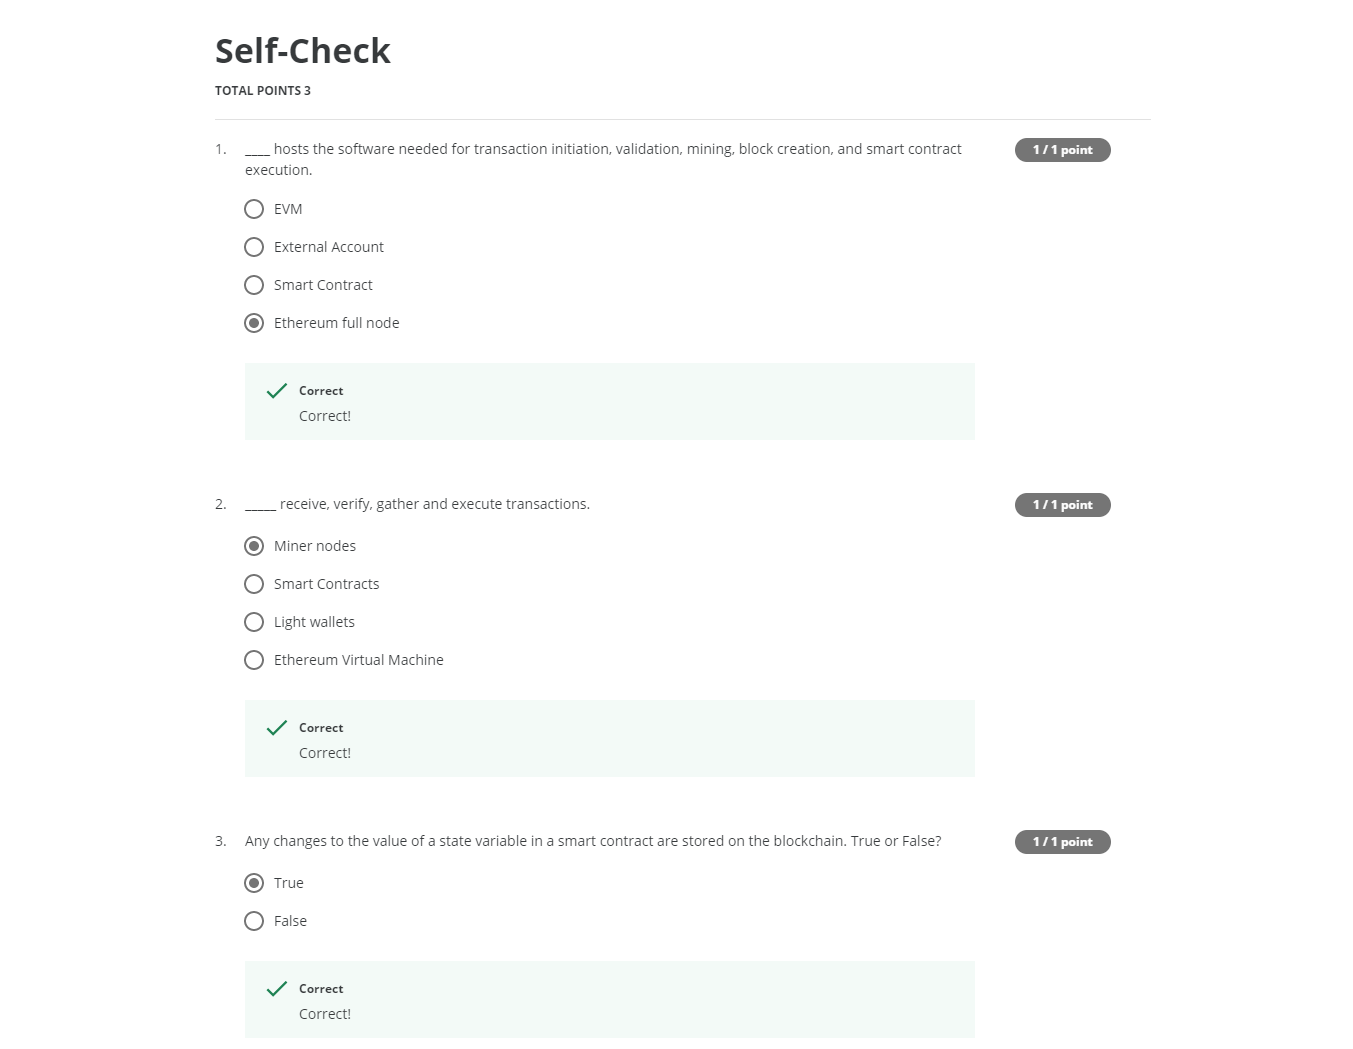 Self-Check
TOTAL POINTS 3
1. ____ hosts the software needed for transaction initiation, validation, mining, block creation, and smart contract
execution.
1 / 1 point
EVM
External Account
Smart Contract
Ethereum full node
Correct
Correct!
2. _____ receive, verify, gather and execute transactions.
1 / 1 point
Miner nodes
Smart Contracts
Light wallets
Ethereum Virtual Machine
Correct
Correct!
3. Any changes to the value of a state variable in a smart contract are stored on the blockchain. True or False?
1 / 1 point
True
False
Correct
Correct!